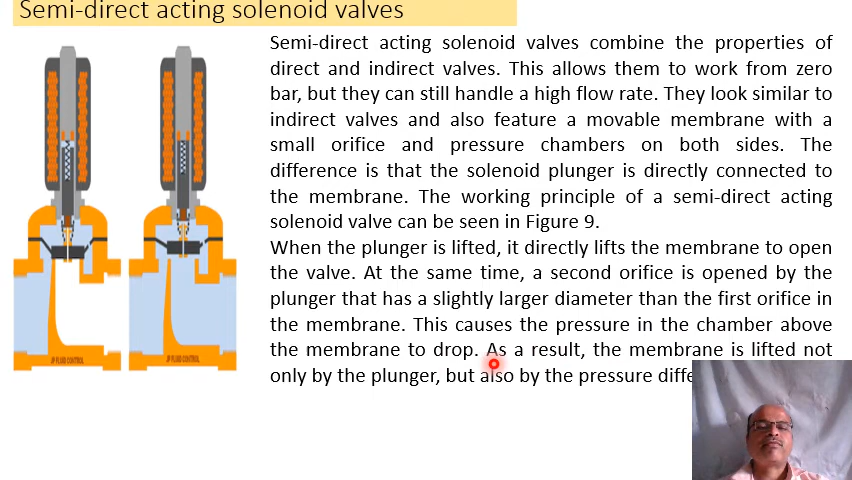 Semi-direct acting solenoid valves
Semi-direct acting solenoid valves combine the properties of
direct and indirect valves. This allows them to work from zero
bar, but they can still handle a high flow rate. They look similar to
indirect valves and also feature a movable membrane with a
small orifice and pressure chambers on both sides. The
difference is that the solenoid plunger is directly connected to
the membrane. The working principle of a semi-direct acting
solenoid valve can be seen in Figure 9.
When the plunger is lifted, it directly lifts the membrane to open
the valve. At the same time, a second orifice is opened by the
plunger that has a slightly larger diameter than the first orifice in
the membrane. This causes the pressure in the chamber above
the membrane to drop. As a result, the membrane is lifted not
only by the plunger, but also by the pressure
JP FLUID CONTROL
JP FLUID CONTROL